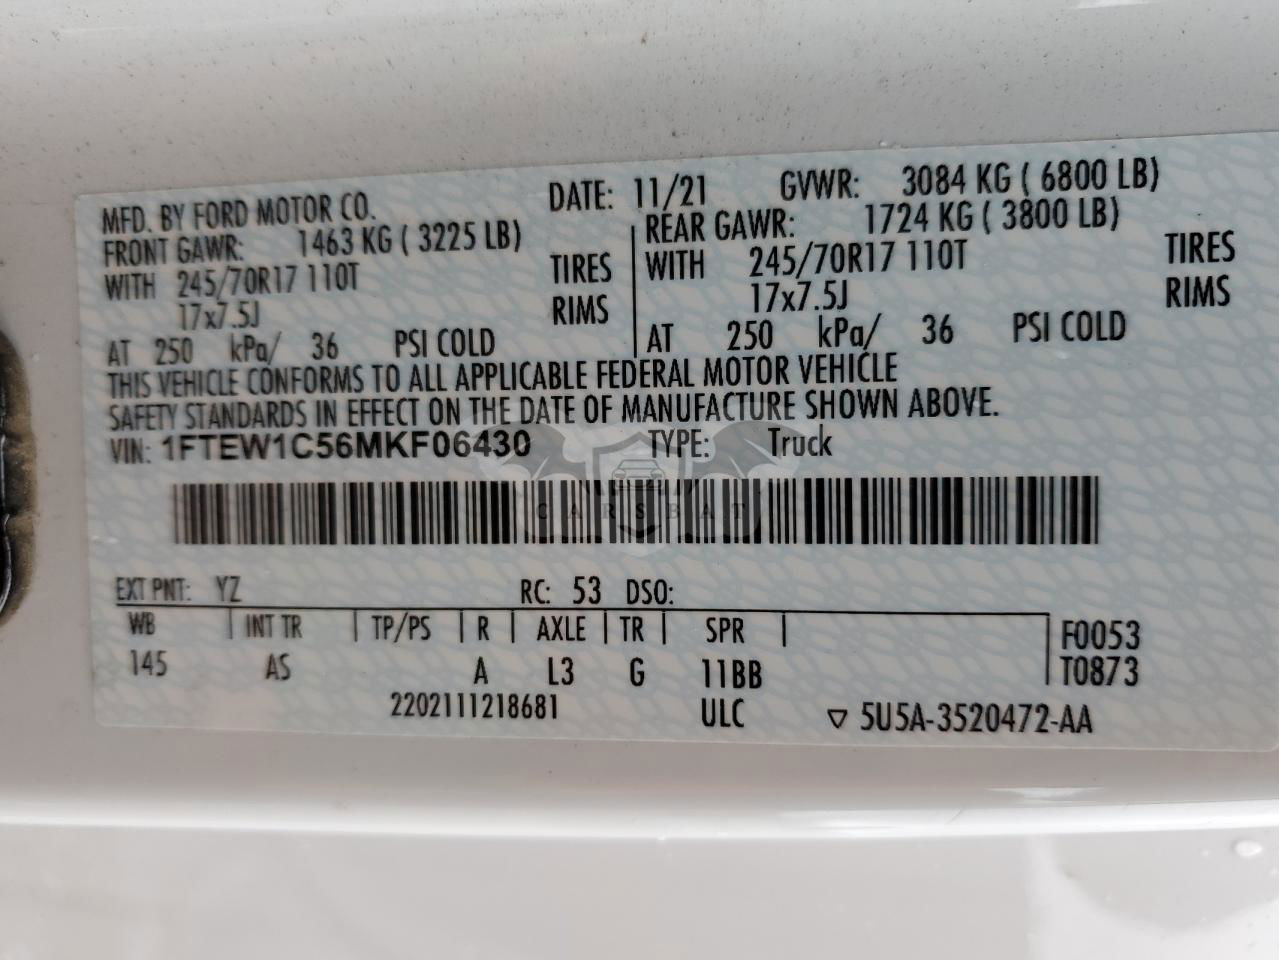 MFD. BY FORD MOTOR CO. DATE: 11/21 GVWR: 3084 KG ( 6800 LB)
FRONT GAWR: 1463 KG ( 3225 LB) REAR GAWR: 1724 KG ( 3800 LB)
WITH 245/70R17 110T TIRES WITH 245/70R17 110T TIRES
17x7.5J RIMS 17x7.5J RIMS
AT 250 kPa/ 36 PSI COLD AT 250 kPa/ 36 PSI COLD
THIS VEHICLE CONFORMS TO ALL APPLICABLE FEDERAL MOTOR VEHICLE
SAFETY STANDARDS IN EFFECT ON THE DATE OF MANUFACTURE SHOWN ABOVE.
VIN: 1FTEW1C56MKF06430 TYPE: Truck
CARSBAT
EXT PNT: YZ RC: 53 DSO:
WB INT TR TP/PS R AXLE TR SPR F0053
145 AS A L3 G 11BB T0873
2202111218681 ULC ▽ 5U5A-3520472-AA